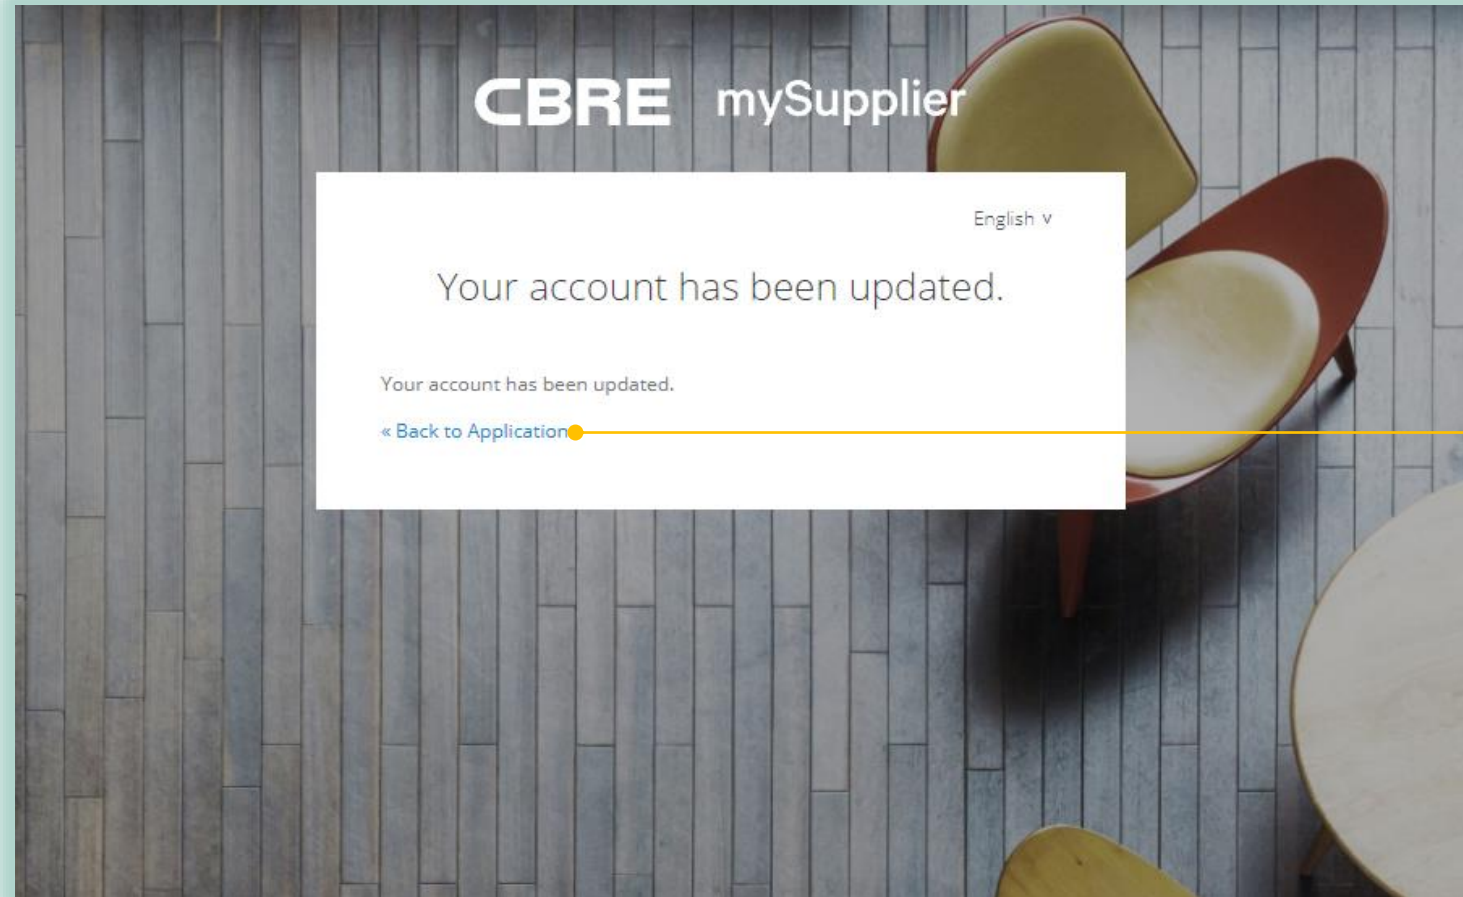 CBRE mySupplier
English v
Your account has been updated.
Your account has been updated.
« Back to Application